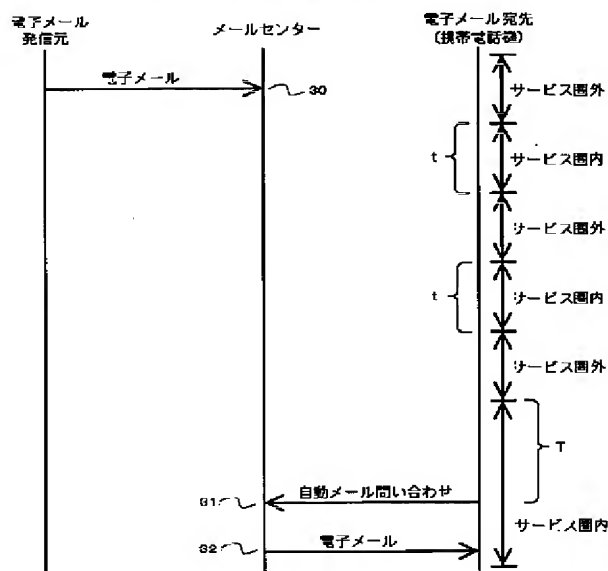 電子メール
発信元
メールセンター
電子メール宛先
(携帯電話機)
電子メール
30
サービス圏外
t
サービス圏内
サービス圏外
t
サービス圏内
サービス圏外
T
自動メール問い合わせ
31
サービス圏内
電子メール
32